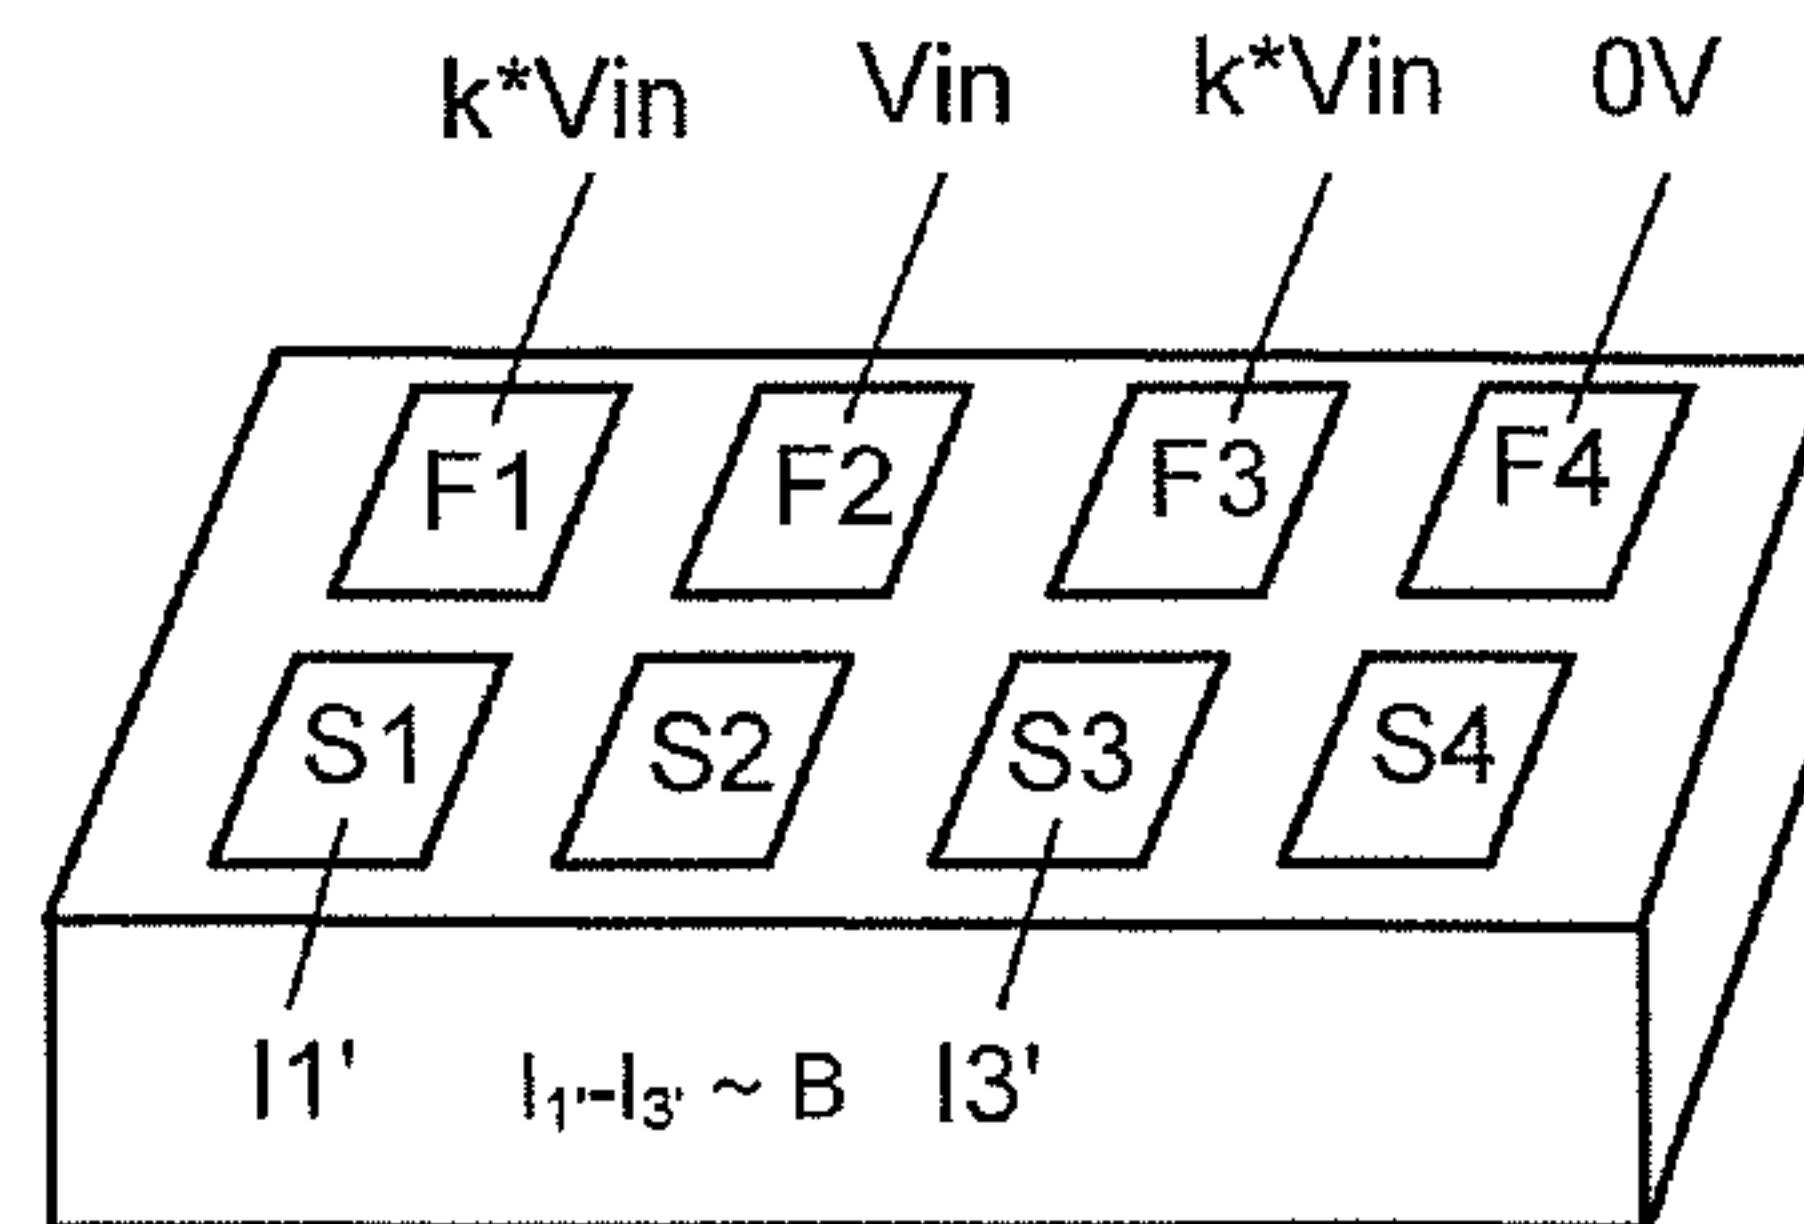 k*Vin Vin k*Vin 0V
F1 F2 F3 F4
S1 S2 S3 S4
I1' I1'-I3' ~ B I3'